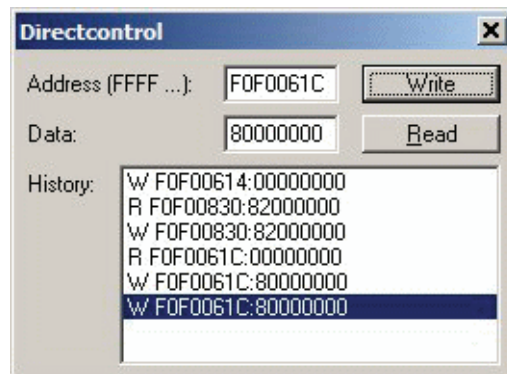 Directcontrol
Address (FFFF ...): F0F0061C Write
Data: 80000000 Read
History:
W F0F00614:00000000
R F0F00830:82000000
W F0F00830:82000000
R F0F0061C:00000000
W F0F0061C:80000000
W F0F0061C:80000000